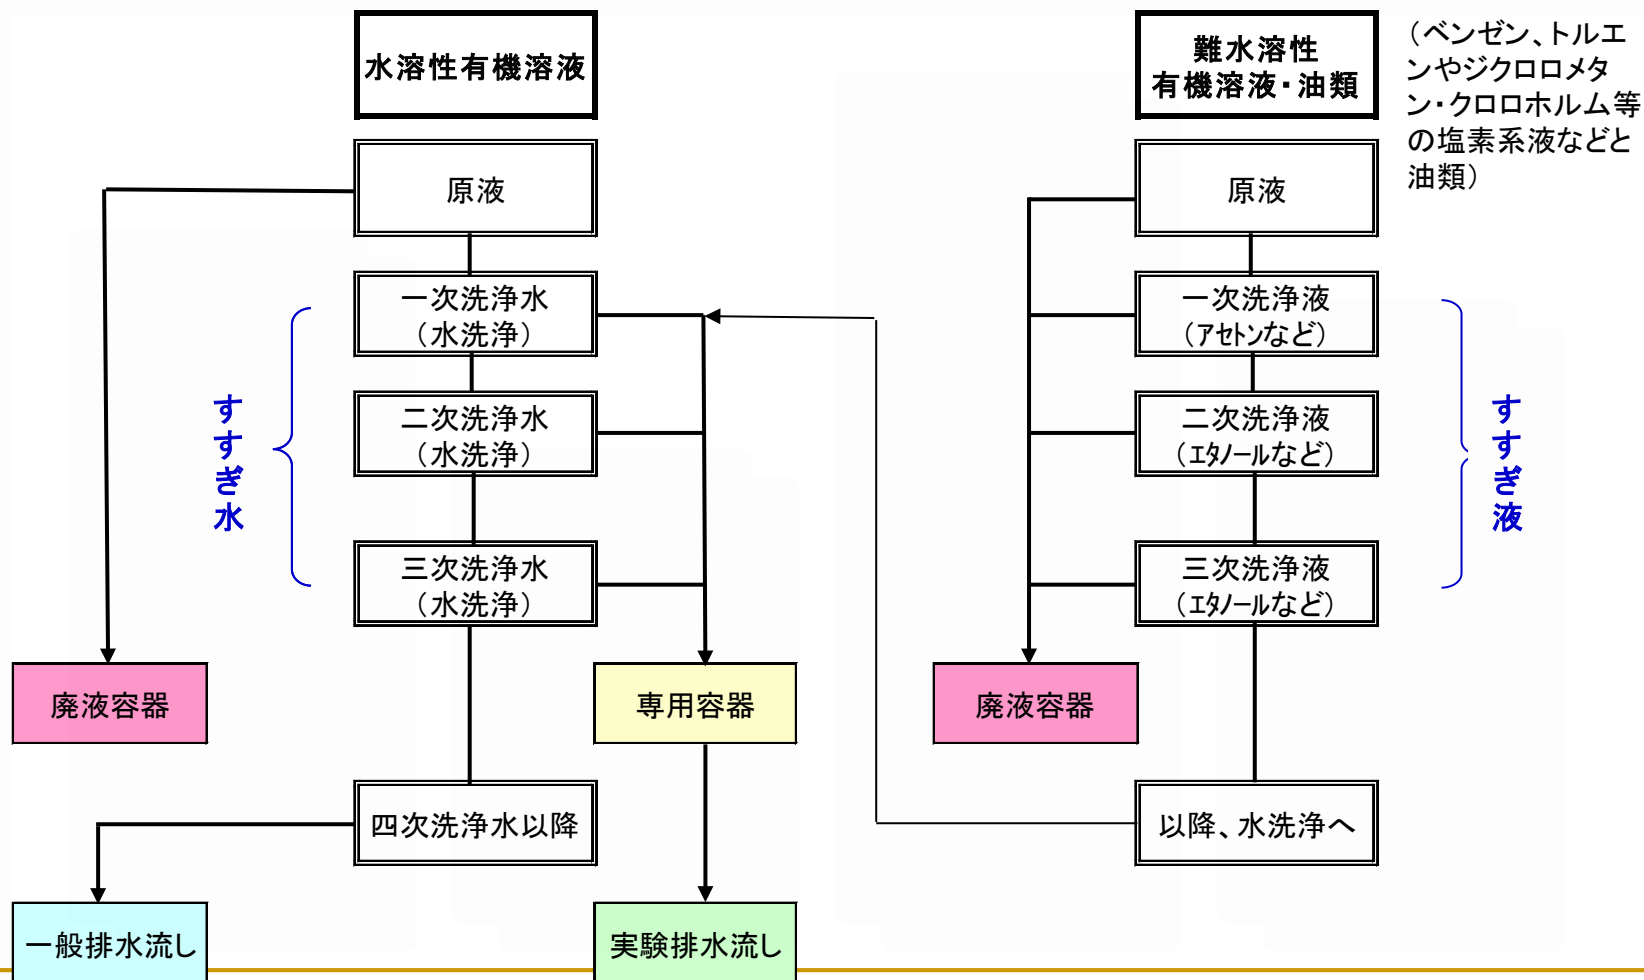 水溶性有機溶液
難水溶性
有機溶液・油類
（ベンゼン、トルエ
ンやジクロロメタ
ン・クロロホルム等
の塩素系液などと
油類）
原液
原液
一次洗浄水
（水洗浄）
一次洗浄液
（アセトンなど）
すすぎ水
二次洗浄水
（水洗浄）
二次洗浄液
（エタノールなど）
すすぎ液
三次洗浄水
（水洗浄）
三次洗浄液
（エタノールなど）
廃液容器
専用容器
廃液容器
四次洗浄水以降
以降、水洗浄へ
一般排水流し
実験排水流し